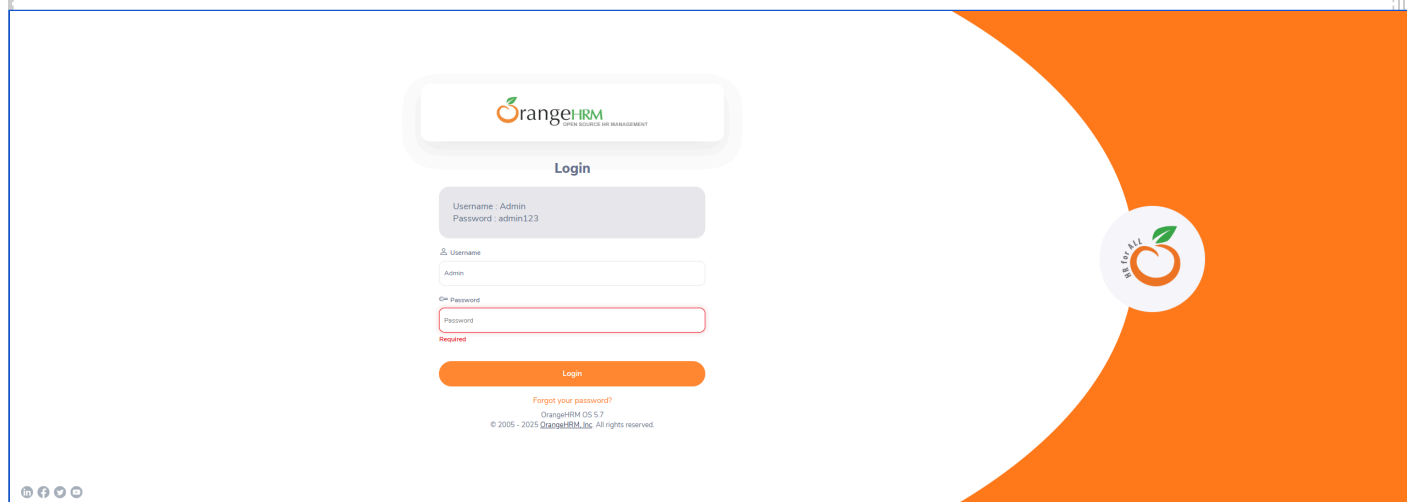 OrangeHRM
OPEN SOURCE HR MANAGEMENT
Login
Username : Admin
Password : admin123
Username
Admin
Password
Password
Required
Login
Forgot your password?
OrangeHRM OS 5.7
© 2005 - 2025 OrangeHRM, Inc. All rights reserved.
HR for ALL